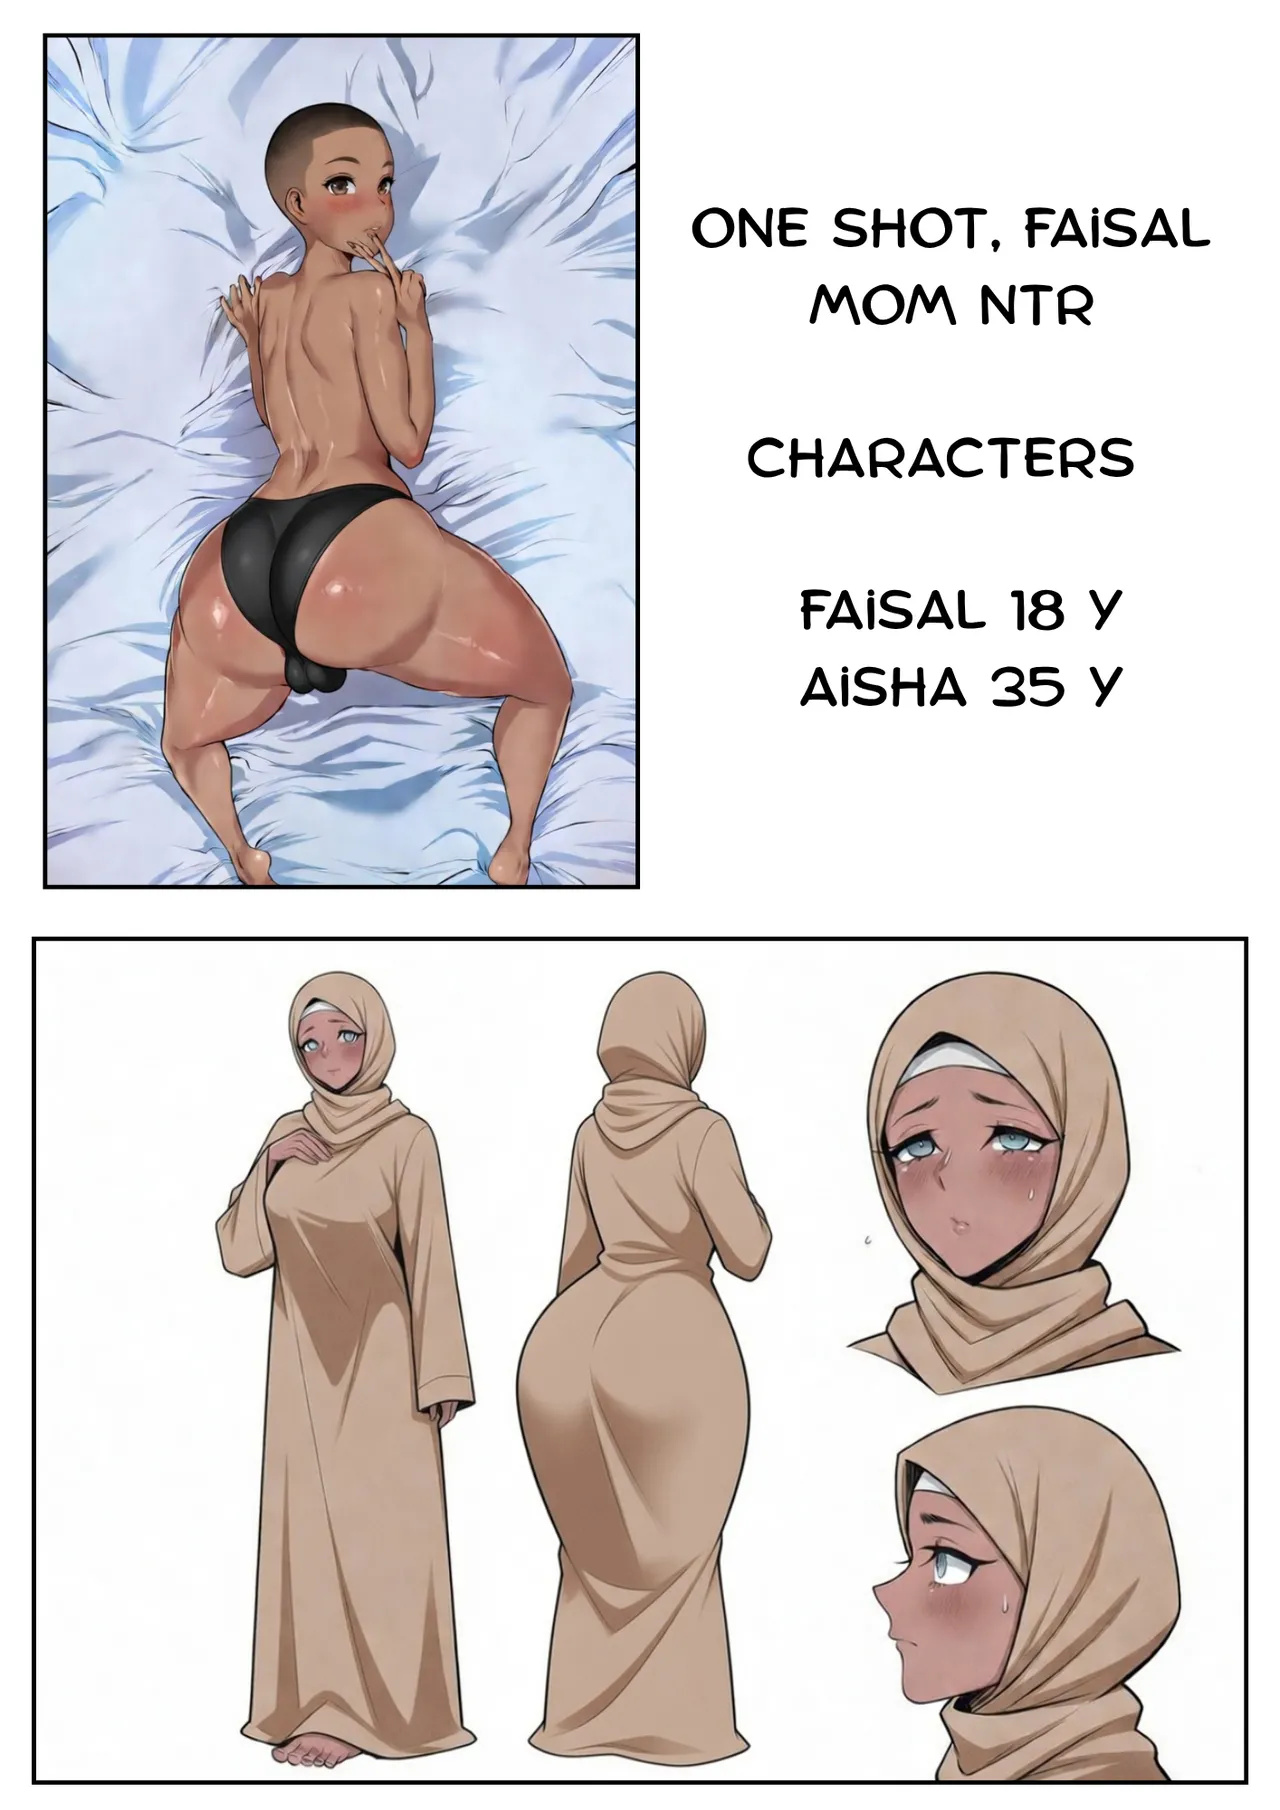 ONE SHOT, FAISAL
MOM NTR
CHARACTERS
FAISAL 18 Y
AISHA 35 Y